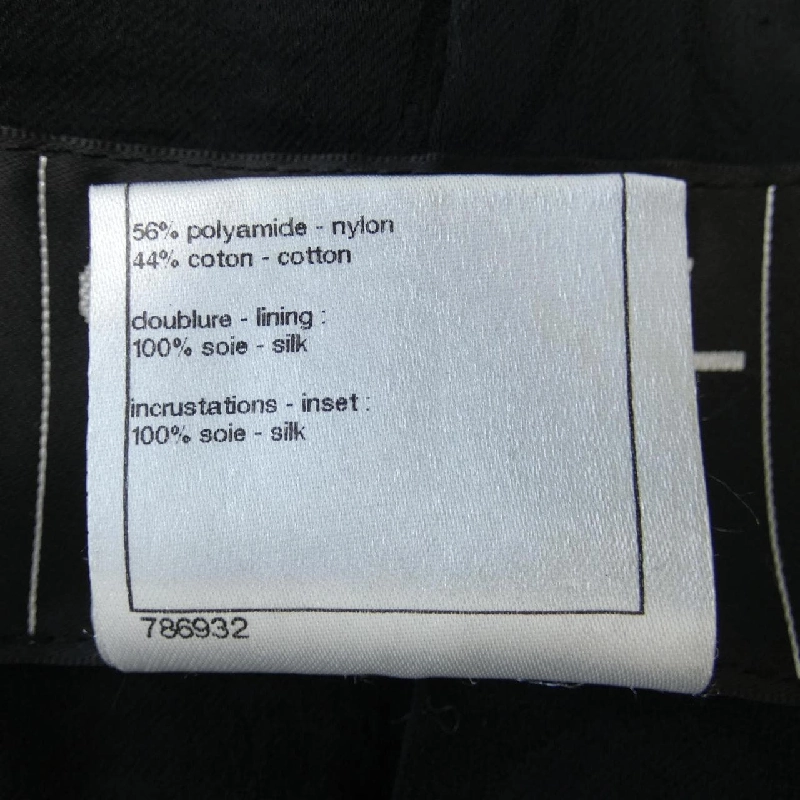 56% polyamide - nylon
44% coton - cotton
doublure - lining :
100% soie - silk
incrustations - inset :
100% soie - silk
786932